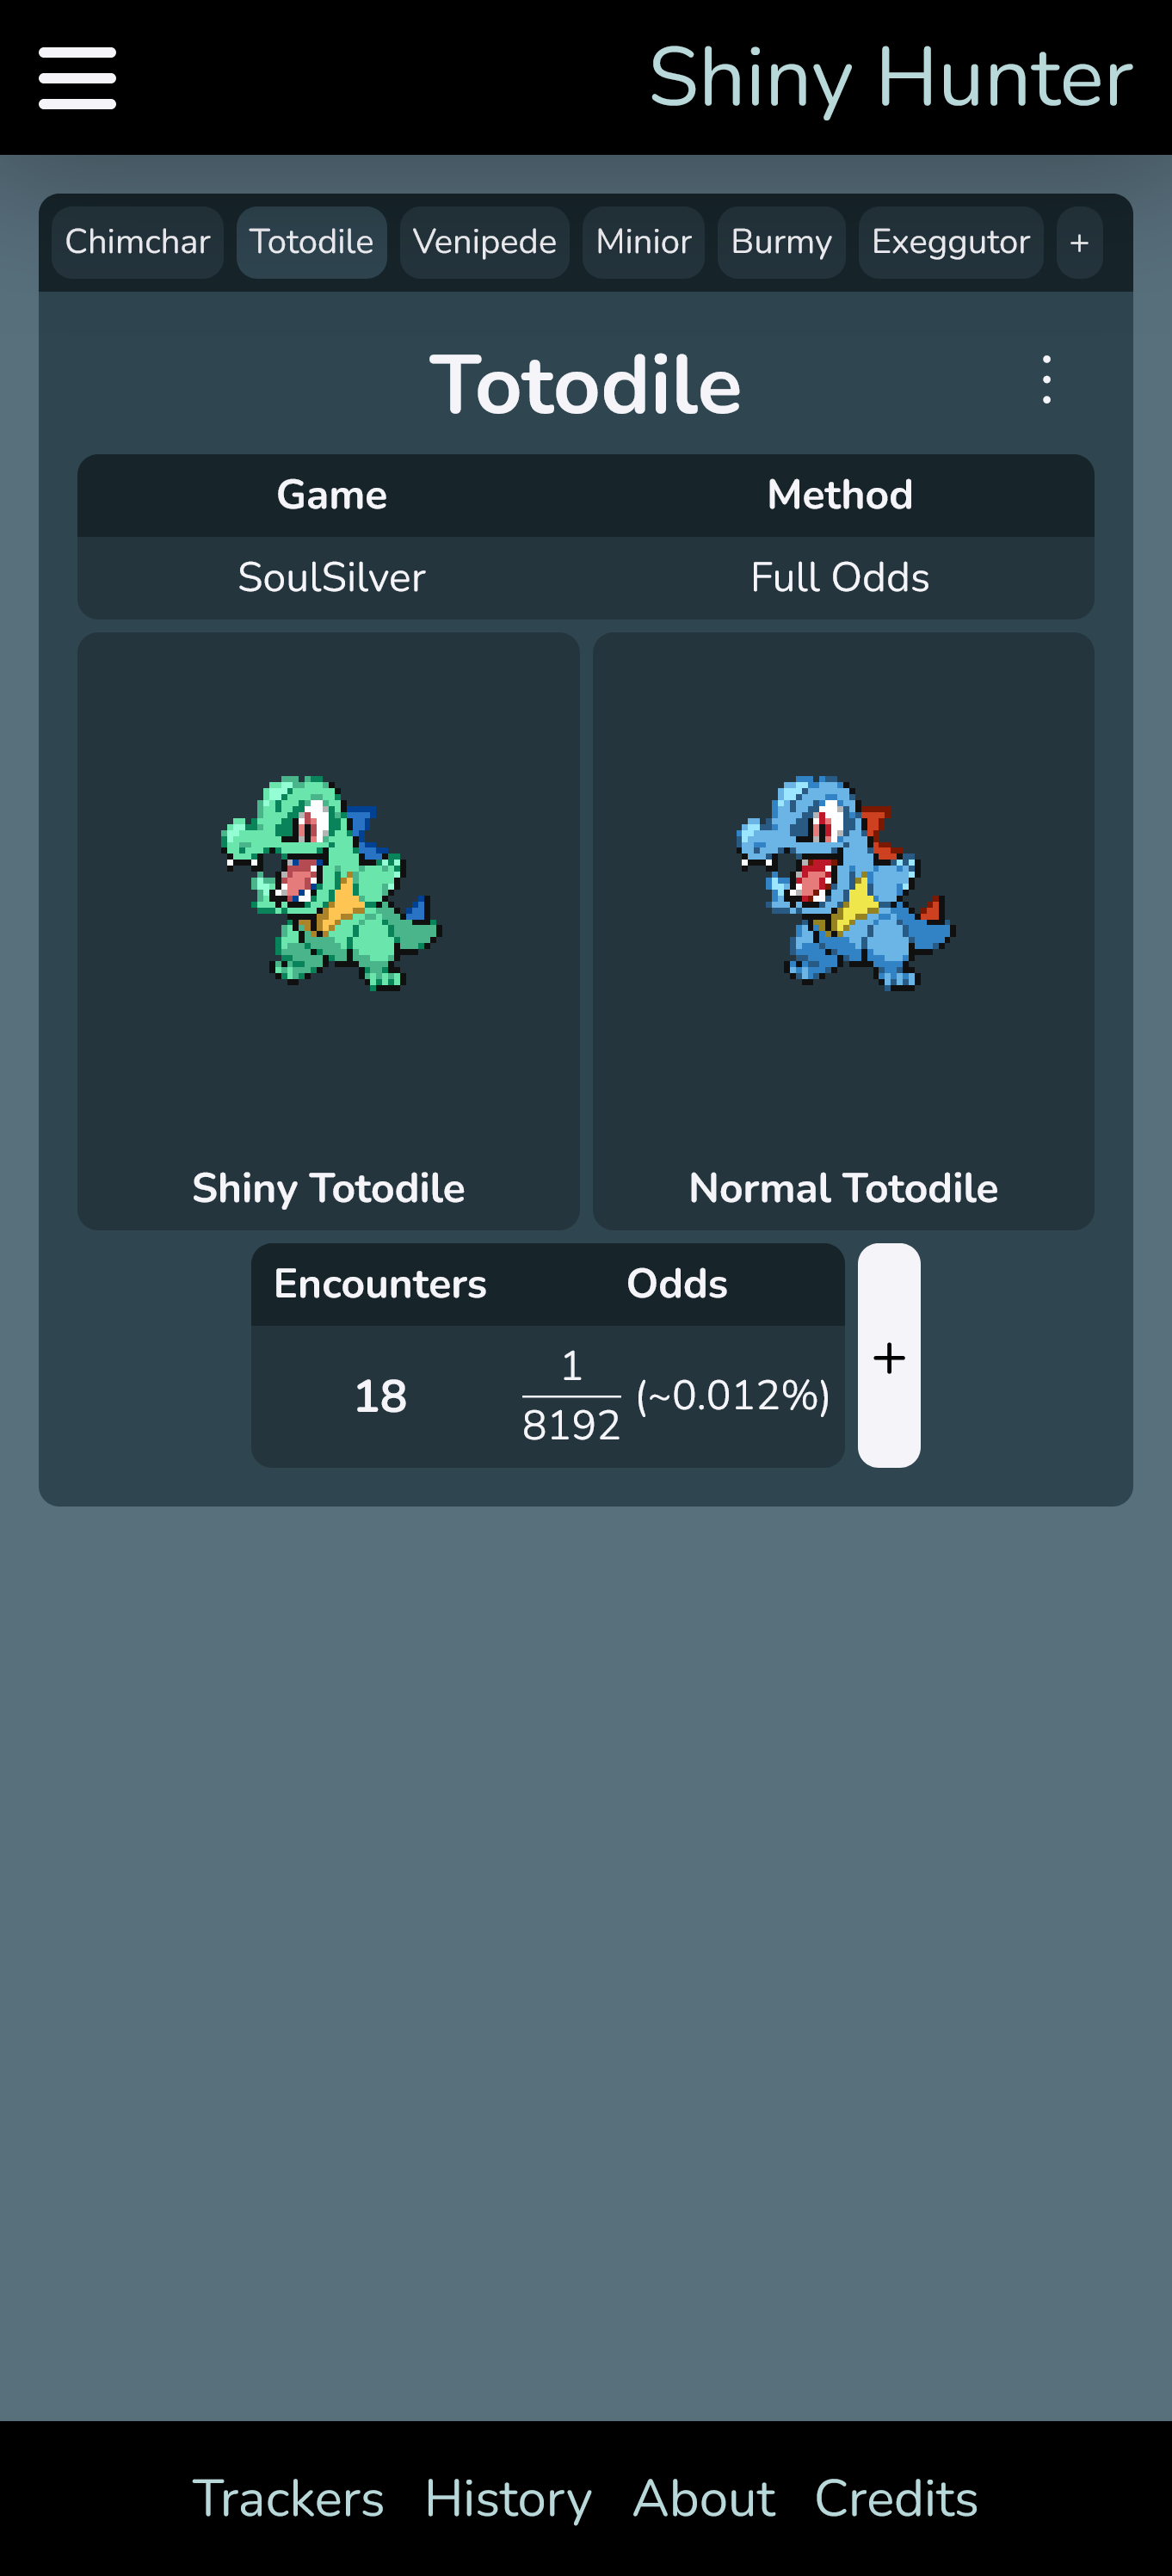 Shiny Hunter
Chimchar Totodile Venipede Minior Burmy Exeggutor +
Totodile
Game Method
SoulSilver Full Odds
Shiny Totodile Normal Totodile
Encounters Odds
18 1/8192 (~0.012%)
+
Trackers History About Credits